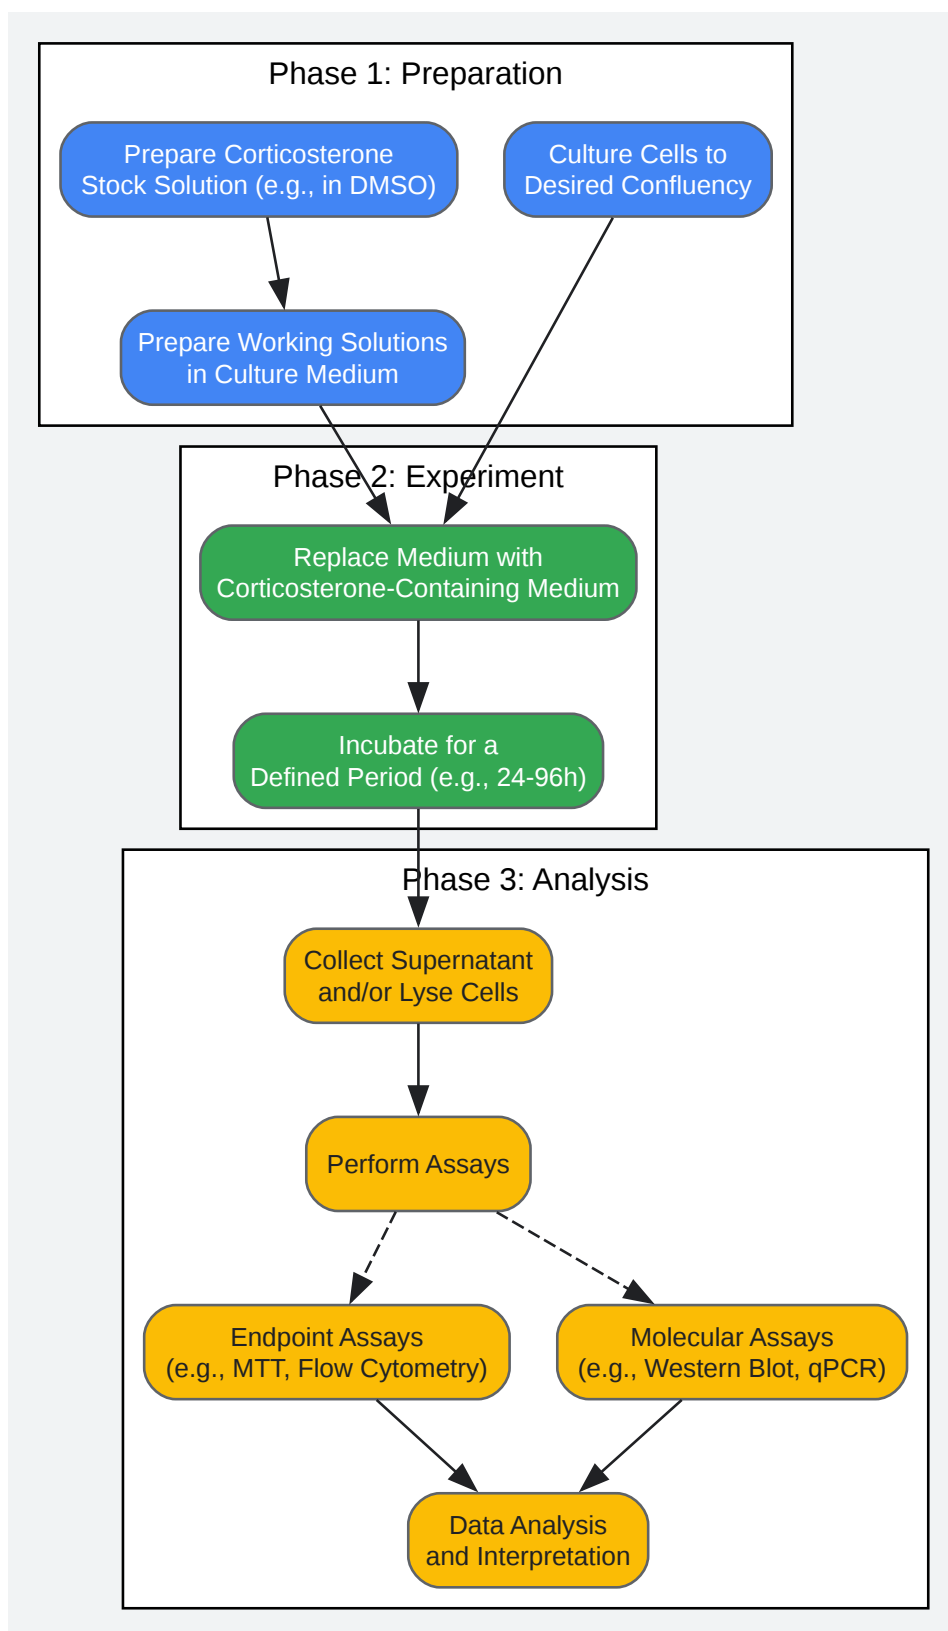 Phase 1: Preparation
Prepare Corticosterone
Stock Solution (e.g., in DMSO)
Culture Cells to
Desired Confluency
Prepare Working Solutions
in Culture Medium
Phase 2: Experiment
Replace Medium with
Corticosterone-Containing Medium
Incubate for a
Defined Period (e.g., 24-96h)
Phase 3: Analysis
Collect Supernatant
and/or Lyse Cells
Perform Assays
Endpoint Assays
(e.g., MTT, Flow Cytometry)
Molecular Assays
(e.g., Western Blot, qPCR)
Data Analysis
and Interpretation